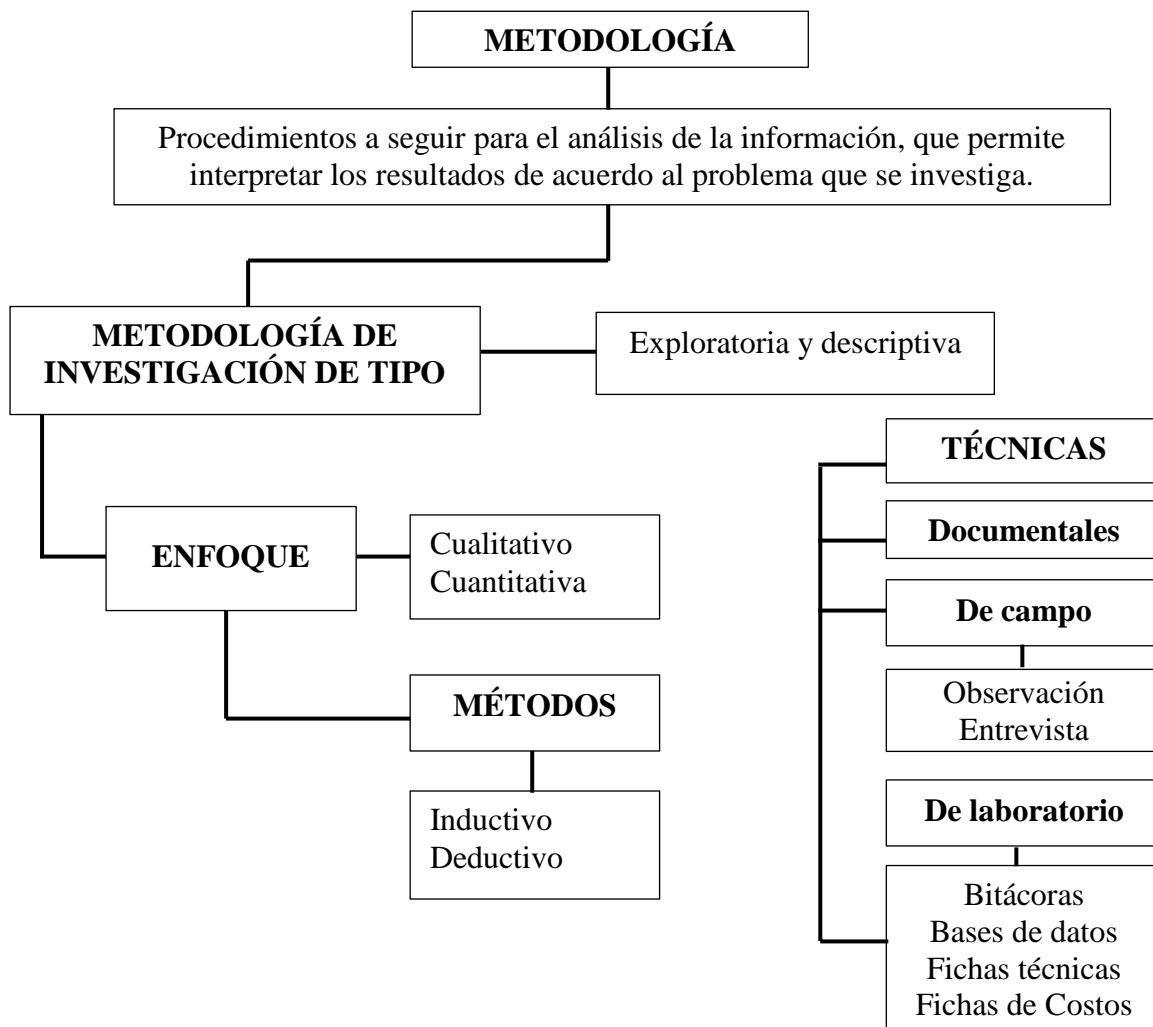 METODOLOGÍA
Procedimientos a seguir para el análisis de la información, que permite
interpretar los resultados de acuerdo al problema que se investiga.
METODOLOGÍA DE
INVESTIGACIÓN DE TIPO
Exploratoria y descriptiva
ENFOQUE
Cualitativo
Cuantitativa
MÉTODOS
Inductivo
Deductivo
TÉCNICAS
Documentales
De campo
Observación
Entrevista
De laboratorio
Bitácoras
Bases de datos
Fichas técnicas
Fichas de Costos